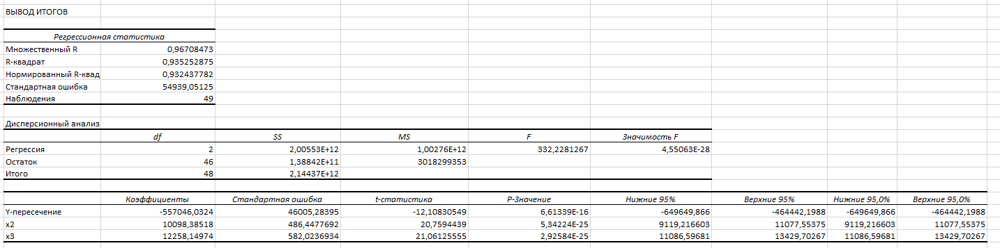 ВЫВОД ИТОГОВ
Регрессионная статистика
Множественный R 0,96708473
R-квадрат 0,935252875
Нормированный R-квад 0,932437782
Стандартная ошибка 54939,05125
Наблюдения 49
Дисперсионный анализ
df SS MS F Значимость F
Регрессия 2 2,00553E+12 1,00276E+12 332,2281267 4,55063E-28
Остаток 46 1,38842E+11 3018299353
Итого 48 2,14437E+12
Коэффициенты Стандартная ошибка t-статистика P-Значение Нижние 95% Верхние 95% Нижние 95,0% Верхние 95,0%
Y-пересечение -557046,0324 46005,28395 -12,10830549 6,61339E-16 -649649,866 -464442,1988 -649649,866 -464442,1988
x2 10098,38518 486,4477692 20,7594439 5,34224E-25 9119,216603 11077,55375 9119,216603 11077,55375
x3 12258,14974 582,0236934 21,06125555 2,92584E-25 11086,59681 13429,70267 11086,59681 13429,70267